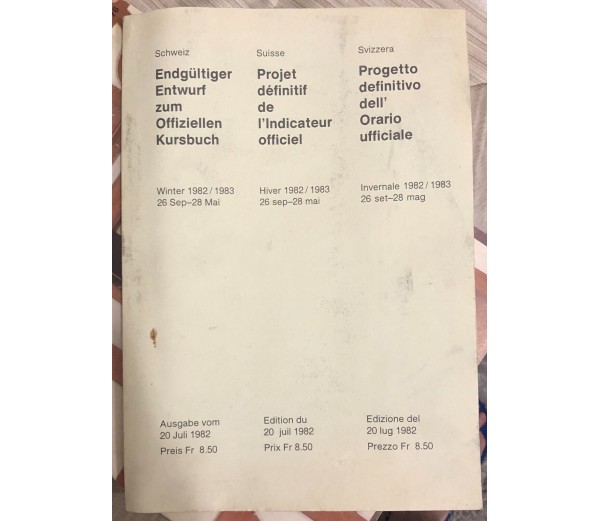 Schweiz
Endgültiger
Entwurf
zum
Offiziellen
Kursbuch
Winter 1982/1983
26 Sep–28 Mai
Ausgabe vom
20 Juli 1982
Preis Fr 8.50
Suisse
Projet
définitif
de
l'Indicateur
officiel
Hiver 1982/1983
26 sep–28 mai
Edition du
20 juil 1982
Prix Fr 8.50
Svizzera
Progetto
definitivo
dell'
Orario
ufficiale
Invernale 1982/1983
26 set–28 mag
Edizione del
20 lug 1982
Prezzo Fr 8.50